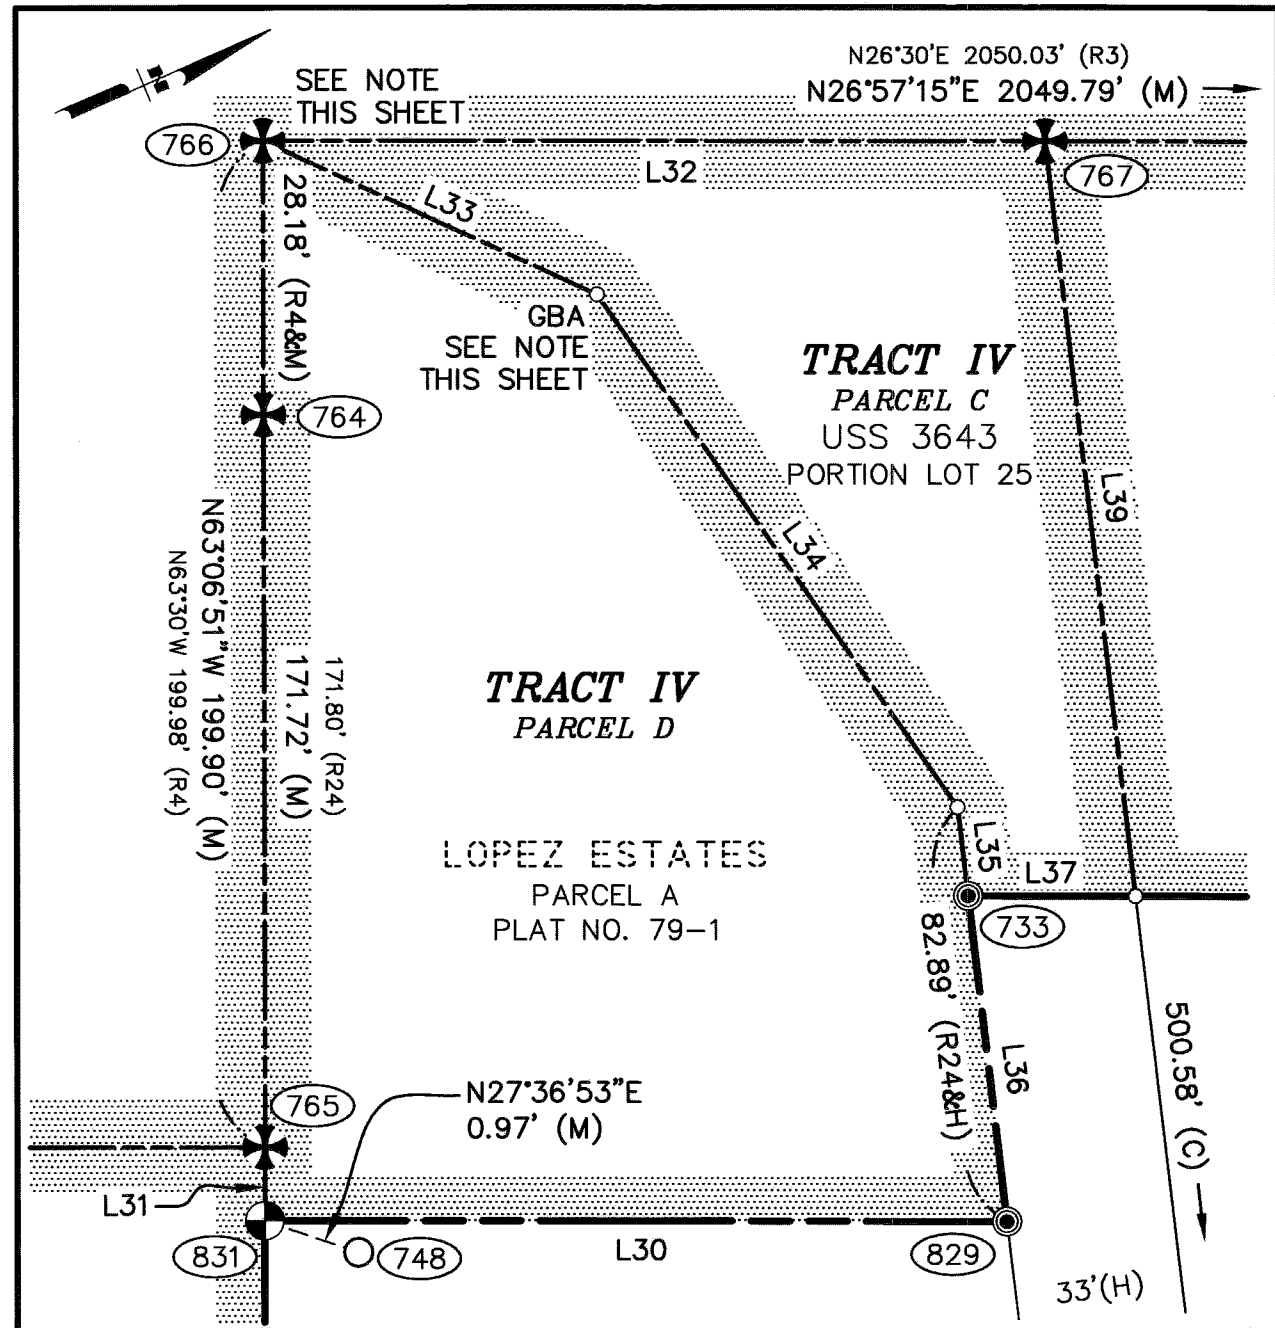 N26°30'E 2050.03' (R3)
N26°57'15"E 2049.79' (M)
N
SEE NOTE
THIS SHEET
766
L32
767
28.18' (R4&M)
L33
GBA
SEE NOTE
THIS SHEET
764
TRACT IV
PARCEL C
USS 3643
PORTION LOT 25
L39
L34
N63°06'51"W 199.90' (M)
N63°30'W 199.98' (R4)
171.80' (R24)
171.72' (M)
TRACT IV
PARCEL D
LOPEZ ESTATES
PARCEL A
PLAT NO. 79-1
L35
L37
733
82.89' (R24&H)
L36
500.58' (C)
765
N27°36'53"E
0.97' (M)
L31
831
748
L30
829
33'(H)